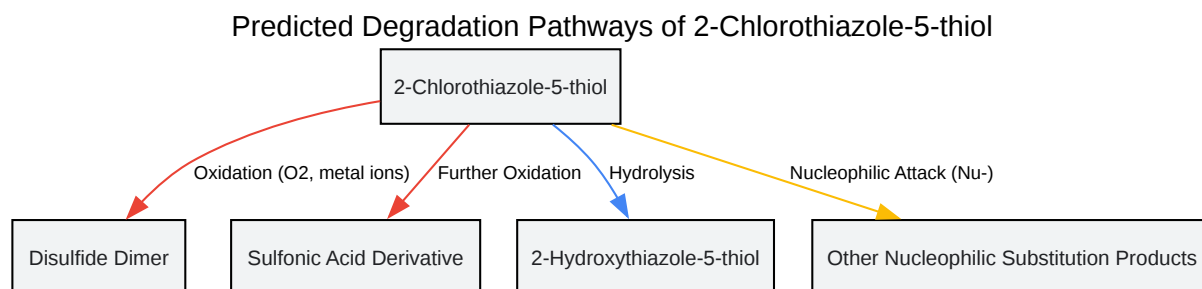 Predicted Degradation Pathways of 2-Chlorothiazole-5-thiol
2-Chlorothiazole-5-thiol
Oxidation (O2, metal ions)
Further Oxidation
Hydrolysis
Nucleophilic Attack (Nu-)
Disulfide Dimer
Sulfonic Acid Derivative
2-Hydroxythiazole-5-thiol
Other Nucleophilic Substitution Products